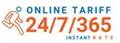 ONLINE TARIFF
24/7/365
INSTANT RATE